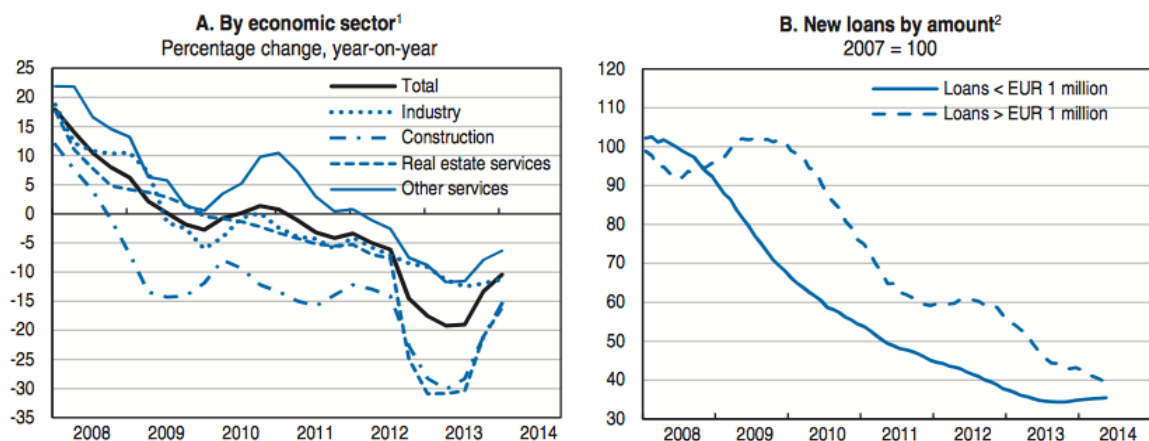 A. By economic sector¹
Percentage change, year-on-year
25
20
15
10
5
0
-5
-10
-15
-20
-25
-30
-35
Total
Industry
Construction
Real estate services
Other services
2008 2009 2010 2011 2012 2013 2014
B. New loans by amount²
2007 = 100
120
110
100
90
80
70
60
50
40
30
Loans < EUR 1 million
Loans > EUR 1 million
2008 2009 2010 2011 2012 2013 2014